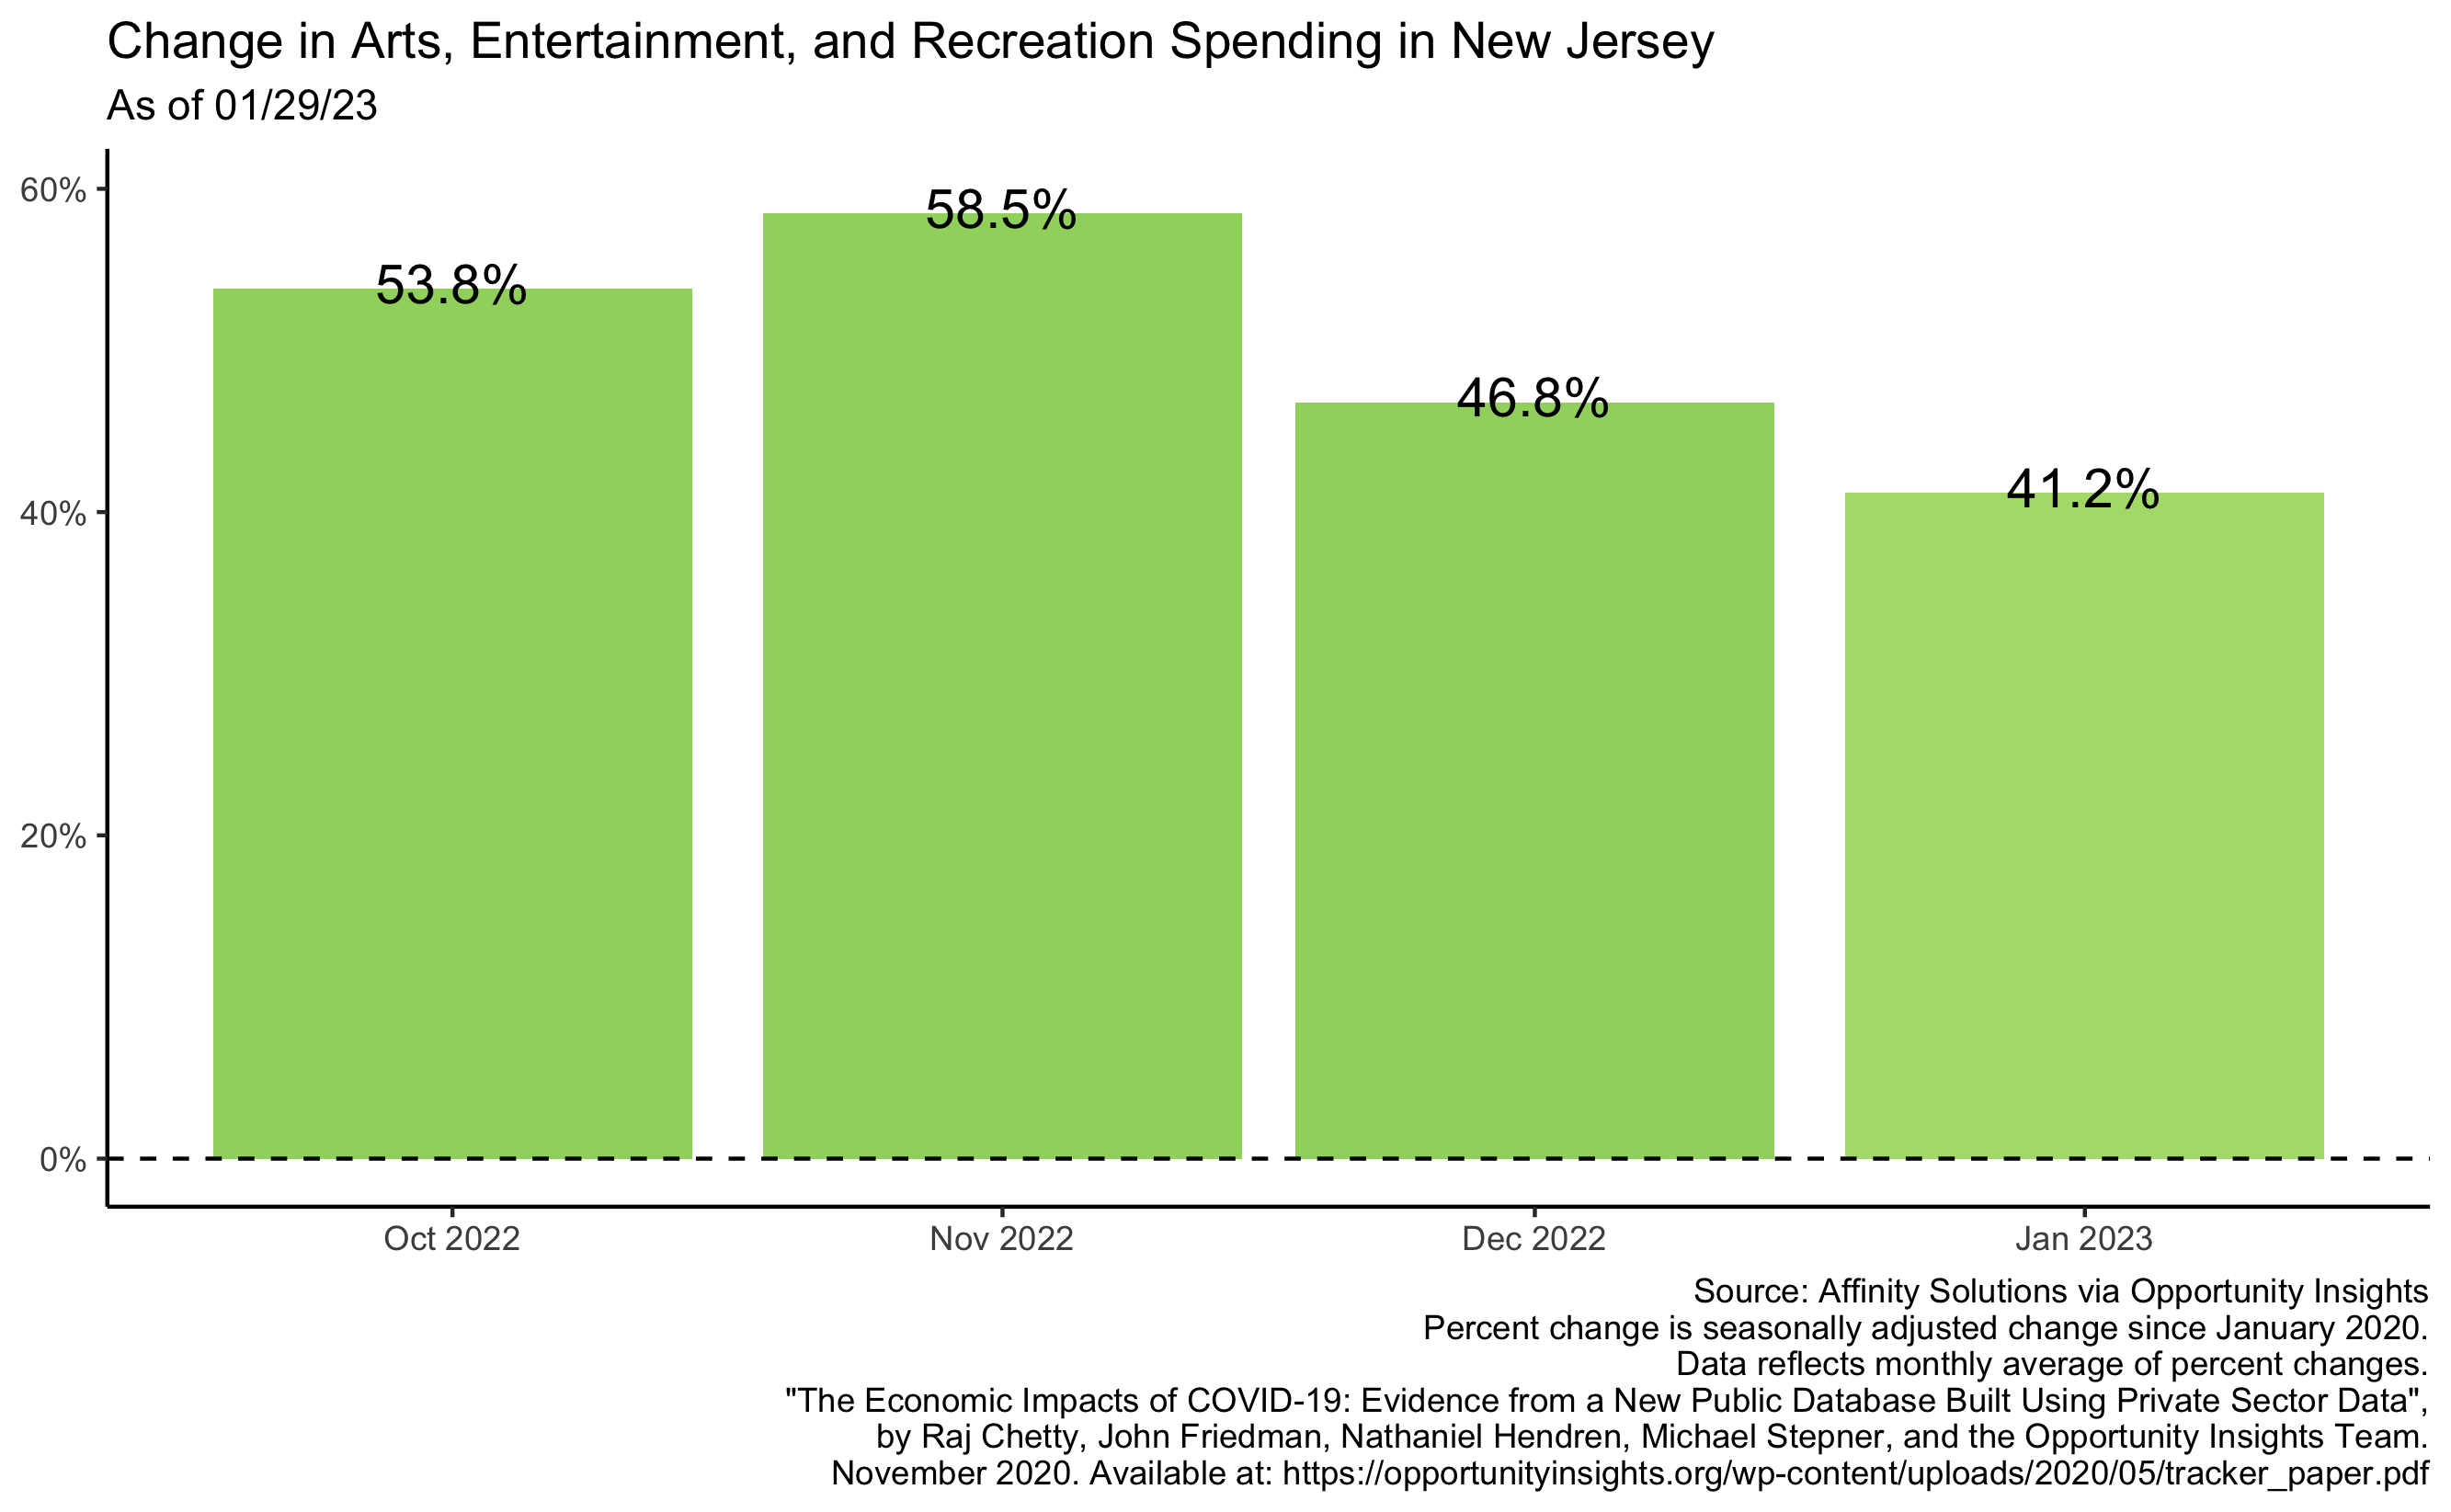 Change in Arts, Entertainment, and Recreation Spending in New Jersey
As of 01/29/23
60%
40%
20%
0%
53.8%
58.5%
46.8%
41.2%
Oct 2022
Nov 2022
Dec 2022
Jan 2023
Source: Affinity Solutions via Opportunity Insights
Percent change is seasonally adjusted change since January 2020.
Data reflects monthly average of percent changes.
"The Economic Impacts of COVID-19: Evidence from a New Public Database Built Using Private Sector Data",
by Raj Chetty, John Friedman, Nathaniel Hendren, Michael Stepner, and the Opportunity Insights Team.
November 2020. Available at: https://opportunityinsights.org/wp-content/uploads/2020/05/tracker_paper.pdf